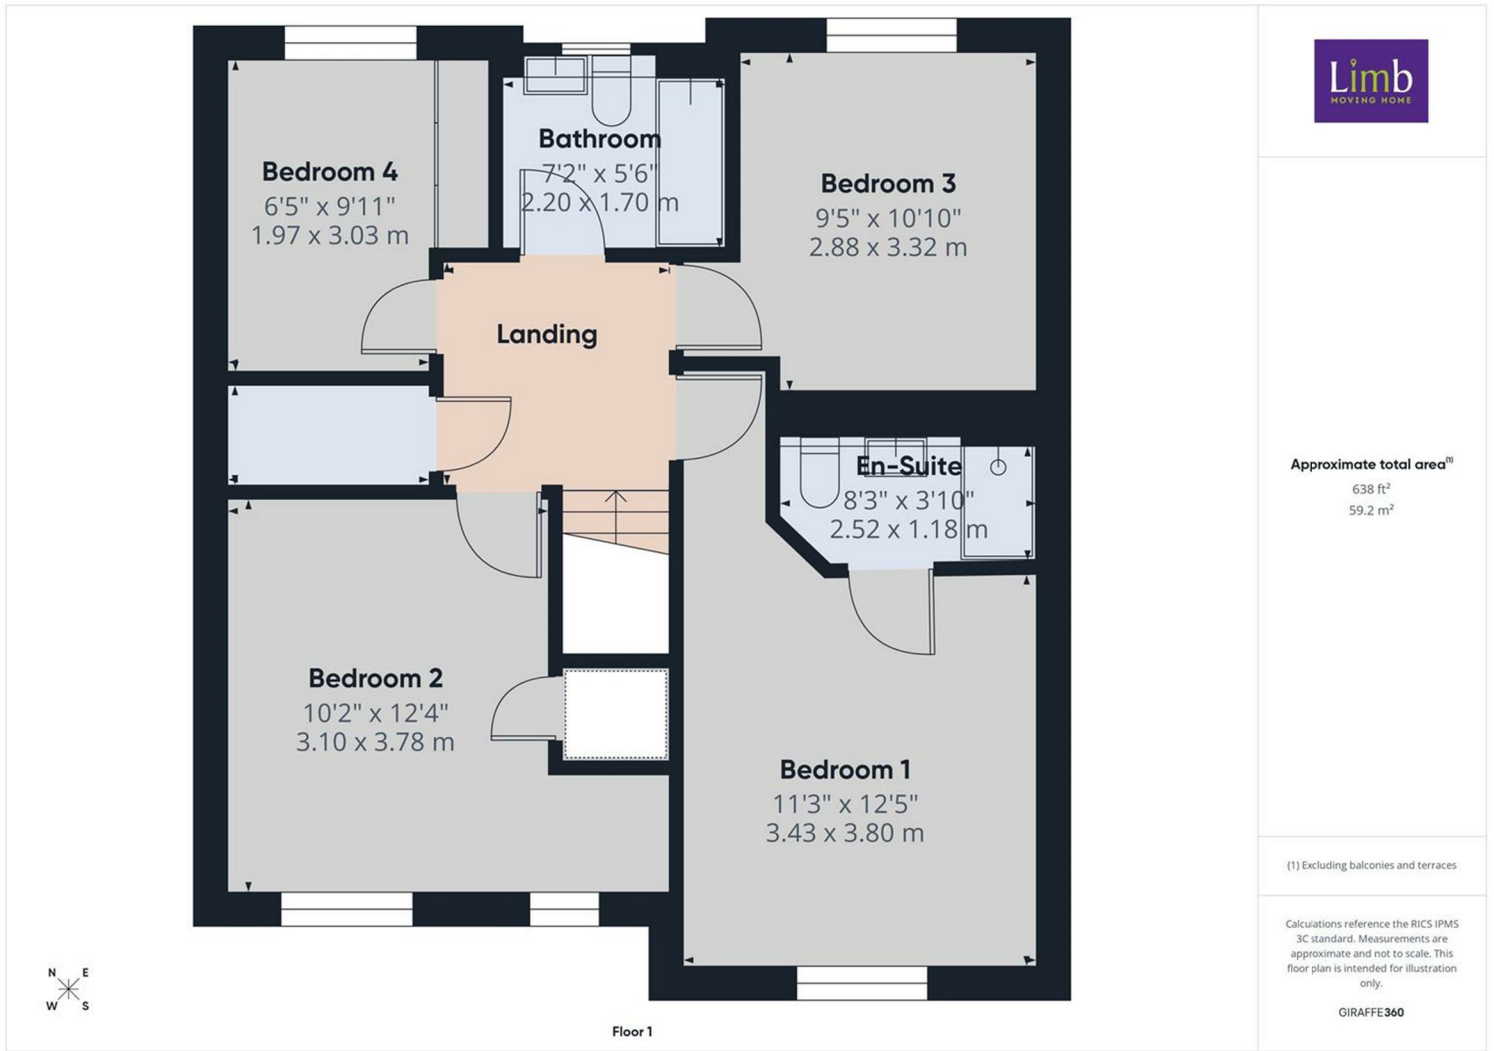 Bedroom 4
6'5" x 9'11"
1.97 x 3.03 m
Bathroom
7'2" x 5'6"
2.20 x 1.70 m
Bedroom 3
9'5" x 10'10"
2.88 x 3.32 m
Landing
En-Suite
8'3" x 3'10"
2.52 x 1.18 m
Bedroom 2
10'2" x 12'4"
3.10 x 3.78 m
Bedroom 1
11'3" x 12'5"
3.43 x 3.80 m
N E
W S
Floor 1
Limb
MOVING HOME
Approximate total area(1)
638 ft²
59.2 m²
(1) Excluding balconies and terraces
Calculations reference the RICS IPMS
3C standard. Measurements are
approximate and not to scale. This
floor plan is intended for illustration
only.
GIRAFFE360